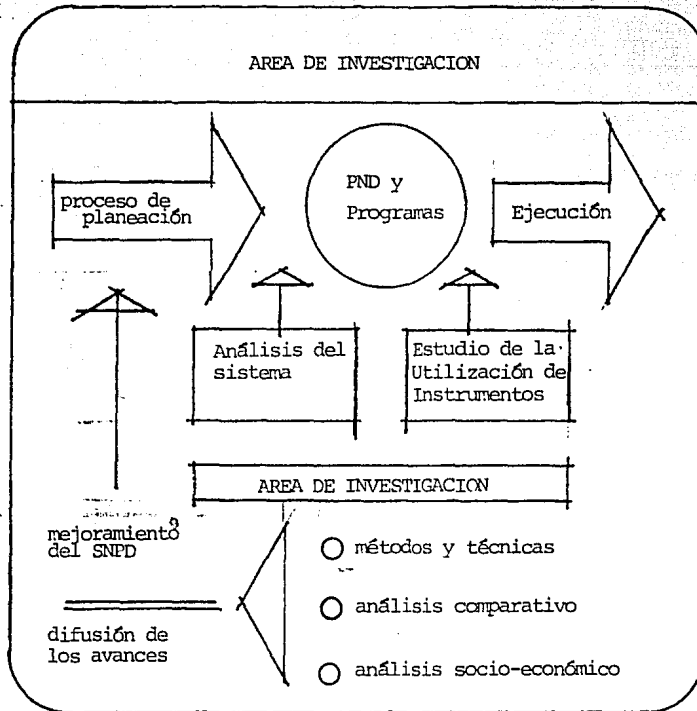 AREA DE INVESTIGACION
proceso de
planeación
PND y
Programas
Ejecución
Análisis del
sistema
Estudio de la
Utilización de
Instrumentos
AREA DE INVESTIGACION
mejoramiento
del SNPD
difusión de
los avances
métodos y técnicas
análisis comparativo
análisis socio-económico